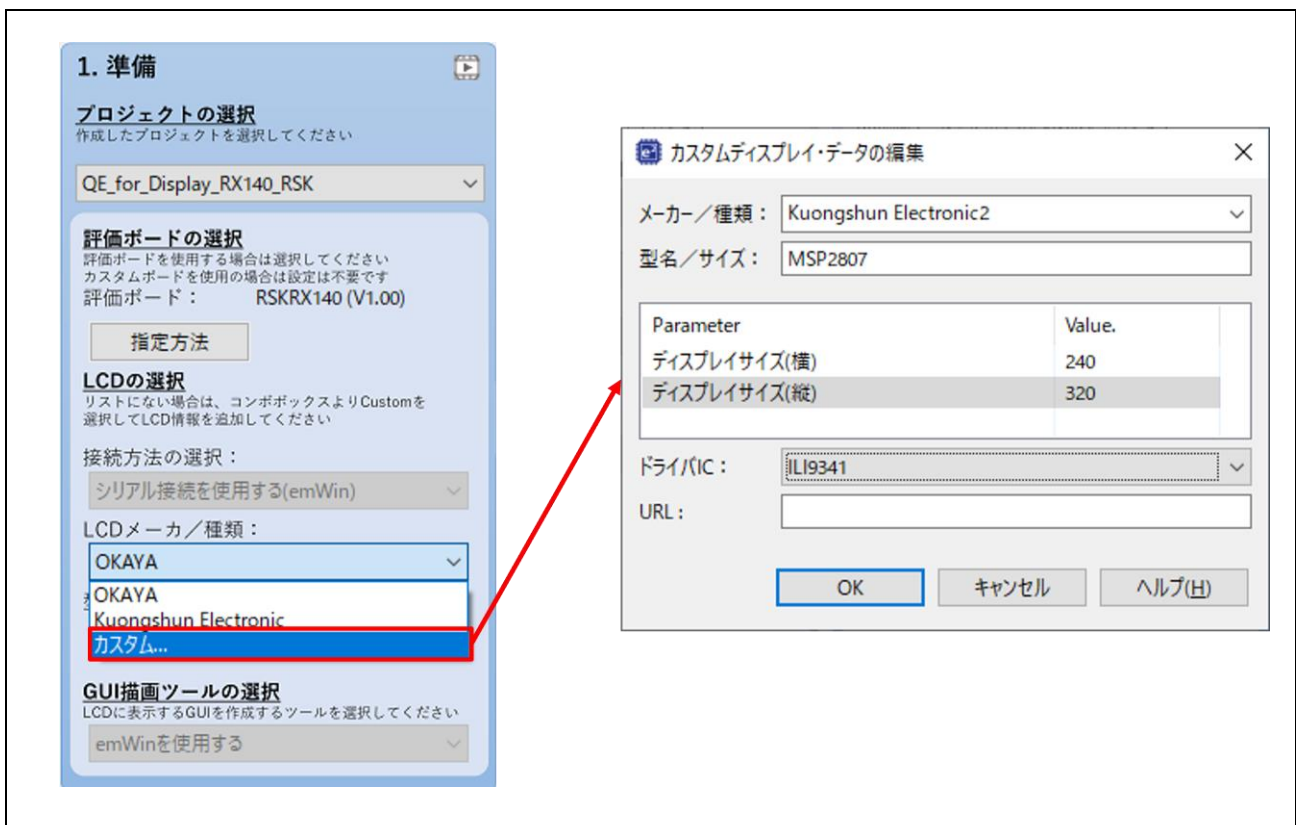 1. 準備
プロジェクトの選択
作成したプロジェクトを選択してください
QE_for_Display_RX140_RSK
評価ボードの選択
評価ボードを使用する場合は選択してください
カスタムボードを使用の場合は設定は不要です
評価ボード： RSKRX140 (V1.00)
指定方法
LCDの選択
リストにない場合は、コンボボックスよりCustomを
選択してLCD情報を追加してください
接続方法の選択：
シリアル接続を使用する(emWin)
LCDメーカ／種類：
OKAYA
OKAYA
Kuongshun Electronic
カスタム...
GUI描画ツールの選択
LCDに表示するGUIを作成するツールを選択してください
emWinを使用する
カスタムディスプレイ・データの編集
メーカー／種類： Kuongshun Electronic2
型名／サイズ： MSP2807
Parameter Value.
ディスプレイサイズ(横) 240
ディスプレイサイズ(縦) 320
ドライバIC： ILI9341
URL :
OK キャンセル ヘルプ(H)